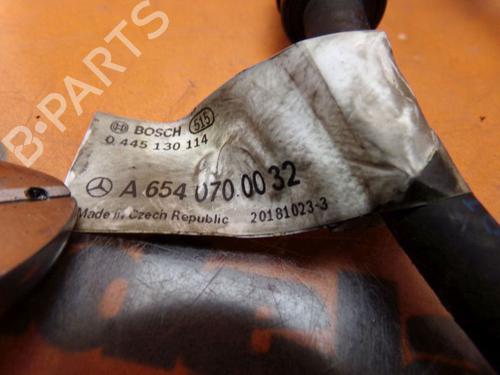 B-PARTS
BOSCH 515
0 445 130 114
A 654 070 00 32
Made in Czech Republic 20181023-3